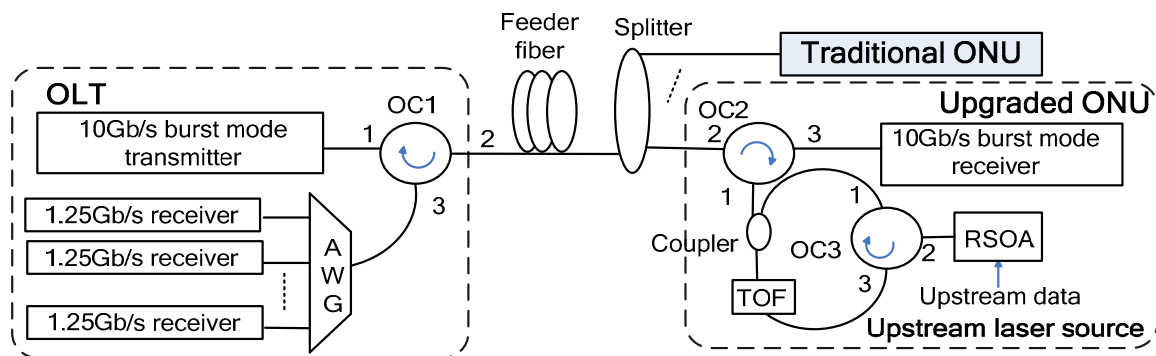 Feeder
fiber
Splitter
Traditional ONU
OLT
OC1
10Gb/s burst mode
transmitter
1
2
3
1.25Gb/s receiver
1.25Gb/s receiver
1.25Gb/s receiver
A
W
G
Upgraded ONU
OC2
2
3
1
10Gb/s burst mode
receiver
Coupler
OC3
1
2
3
RSOA
TOF
Upstream data
Upstream laser source